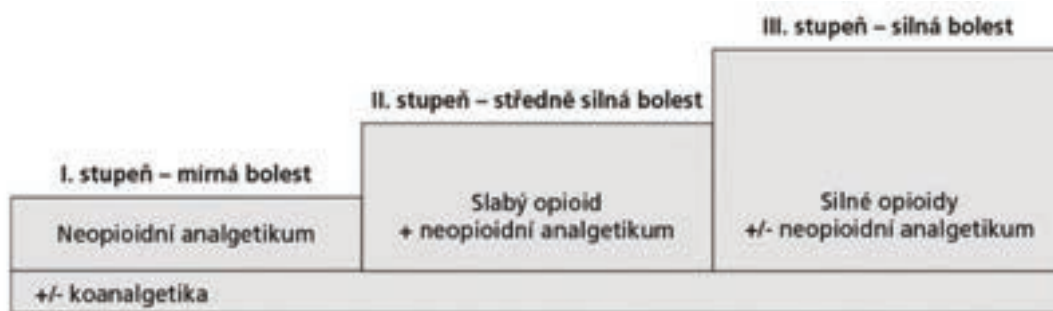 III. stupeň – silná bolest
II. stupeň – středně silná bolest
I. stupeň – mírná bolest
Neopioidní analgetikum
Slabý opioid
+ neopioidní analgetikum
Silné opioidy
+/- neopioidní analgetikum
+/- koanalgetika